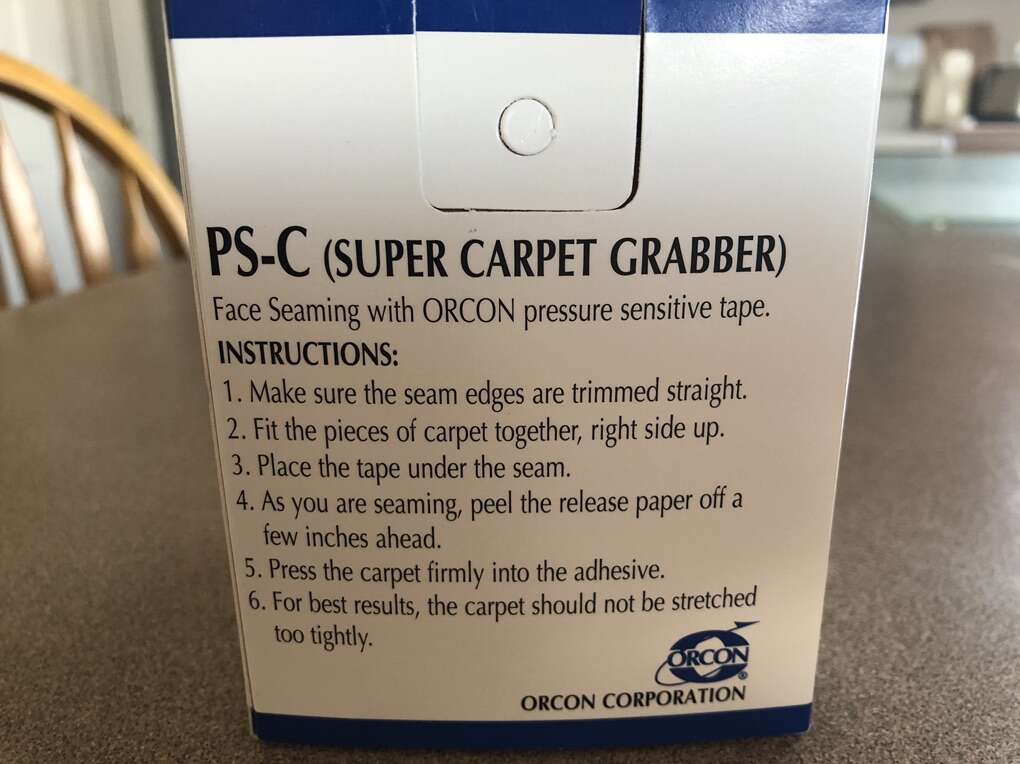 PS-C (SUPER CARPET GRABBER)
Face Seaming with ORCON pressure sensitive tape.
INSTRUCTIONS:
1. Make sure the seam edges are trimmed straight.
2. Fit the pieces of carpet together, right side up.
3. Place the tape under the seam.
4. As you are seaming, peel the release paper off a
few inches ahead.
5. Press the carpet firmly into the adhesive.
6. For best results, the carpet should not be stretched
too tightly.
ORCON®
ORCON CORPORATION